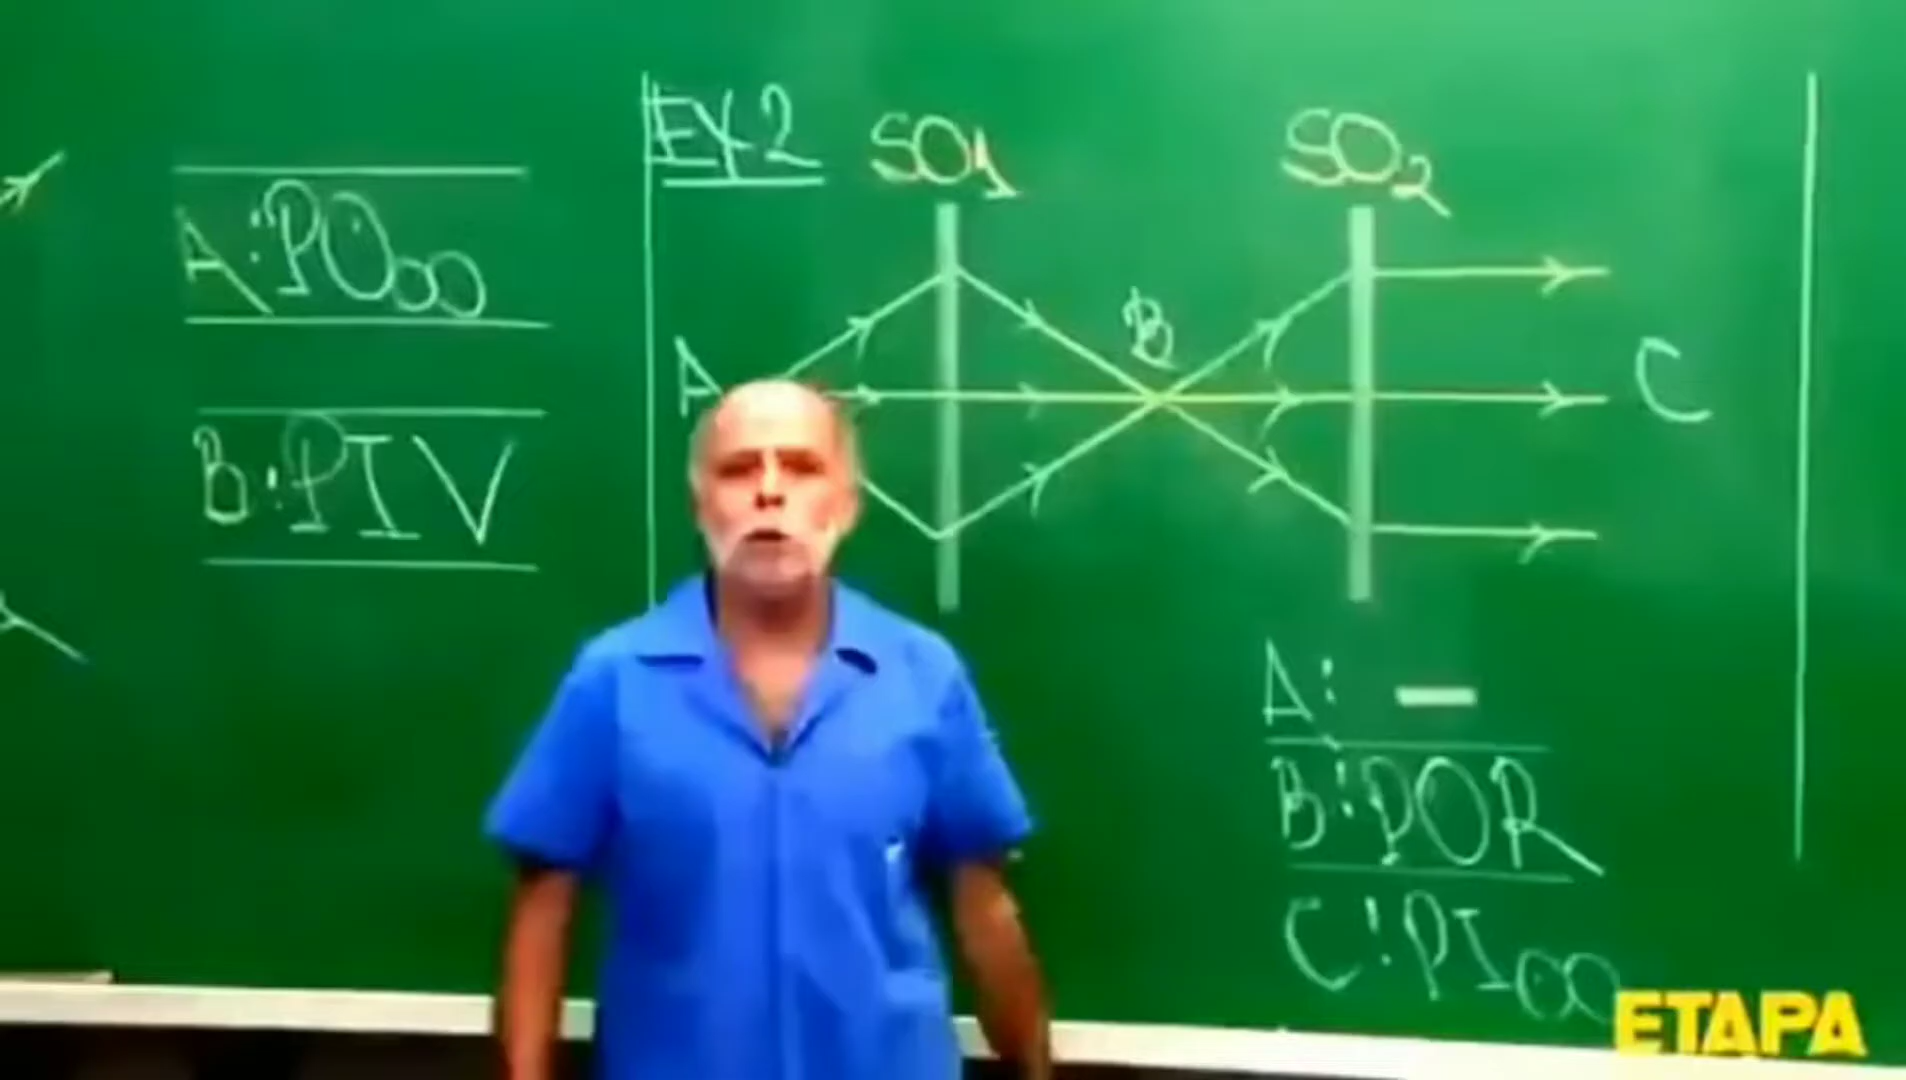 A: PO∞
B: PIV
EX 2
SO1
SO2
A
B
C
A: —
B: POR
C: PI∞
ETAPA